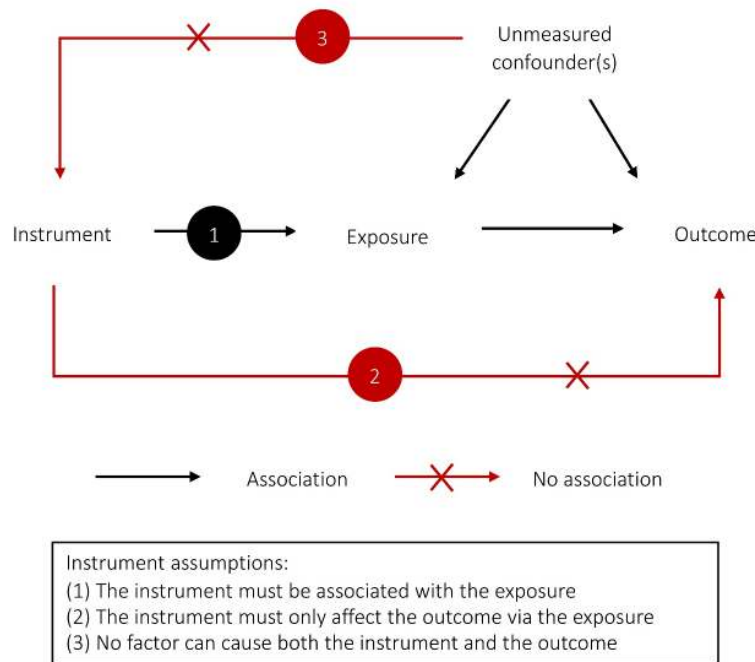 3
Unmeasured
confounder(s)
Instrument
1
Exposure
Outcome
2
Association
No association
Instrument assumptions:
(1) The instrument must be associated with the exposure
(2) The instrument must only affect the outcome via the exposure
(3) No factor can cause both the instrument and the outcome